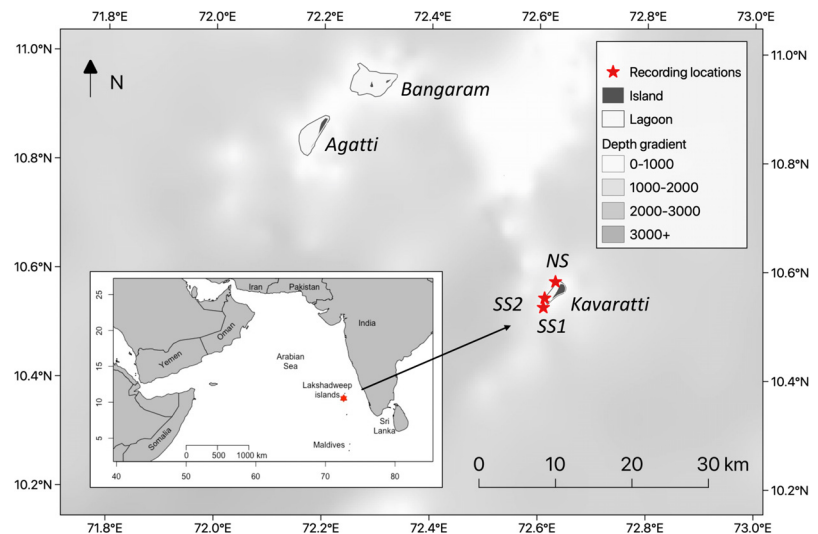 71.8°E 72.0°E 72.2°E 72.4°E 72.6°E 72.8°E 73.0°E
11.0°N 11.0°N
N
Bangaram
Agatti
10.8°N 10.8°N
Recording locations
Island
Lagoon
Depth gradient
0-1000
1000-2000
2000-3000
3000+
10.6°N 10.6°N
NS
SS2 Kavaratti
SS1
25
20
15
10
5
Iran Pakistan
India
Oman
Yemen
Arabian
Sea
Lakshadweep
islands
Sri
Lanka
Somalia
Maldives
0 500 1000 km
40 50 60 70 80
10.4°N 10.4°N
0 10 20 30 km
10.2°N 10.2°N
71.8°E 72.0°E 72.2°E 72.4°E 72.6°E 72.8°E 73.0°E